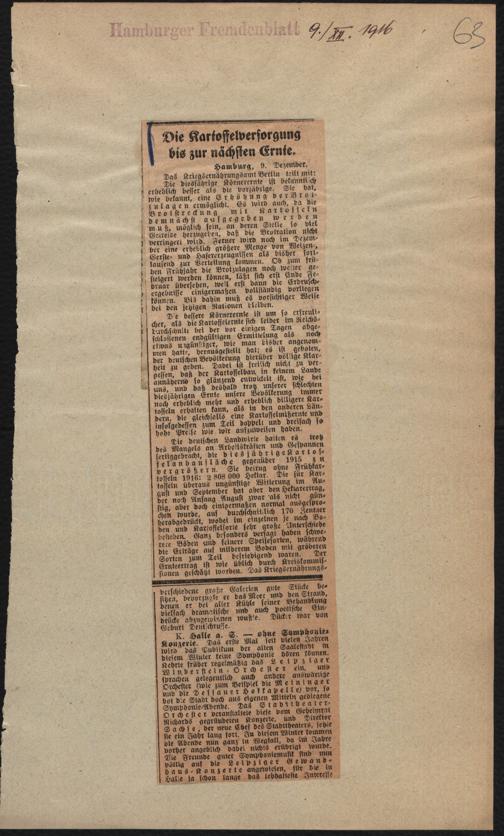 Hamburger Fremdenblatt 9./XII. 1916
63
Die Kartoffelversorgung
bis zur nächsten Ernte.
Hamburg, 9. Dezember.
Das Kriegsernährungsamt Berlin teilt mit:
Die diesjährige Körnerernte ist bekanntlich
erheblich besser als die vorjährige. Sie hat,
wie bekannt, eine Erhöhung der Brot-
zulagen ermöglicht. Es wird auch, da die
Brotstreckung mit Kartoffeln
demnächst aufgegeben werden
muß, möglich sein, an deren Stelle so viel
Getreide herzugeben, daß die Brotration nicht
verringert wird. Ferner wird noch im Dezem-
ber eine erheblich größere Menge von Weizen-,
Gerste- und Hafererzeugnissen als bisher fort-
laufend zur Verteilung kommen. Ob zum frü-
hen Frühjahr die Brotzulagen noch weiter ge-
steigert werden können, läßt sich erst Ende Fe-
bruar übersehen, weil erst dann die Erdrusch-
ergebnisse einigermaßen vollständig vorliegen
können. Bis dahin muß es vorsichtiger Weise
bei den jetzigen Rationen bleiben.
Die bessere Körnerernte ist um so erfreuli-
cher, als die Kartoffelernte sich leider im Reichs-
durchschnitt bei der vor einigen Tagen abge-
schlossenen endgültigen Ermittelung als noch
etwas ungünstiger, wie man bisher angenom-
men hatte, herausgestellt hat; es ist geboten,
der deutschen Bevölkerung hierüber völlige Klar-
heit zu geben. Dabei ist freilich nicht zu ver-
gessen, daß der Kartoffelbau in keinem Lande
annähernd so glänzend entwickelt ist, wie bei
uns, und daß deshalb trotz unserer schlechten
diesjährigen Ernte unsere Bevölkerung immer
noch erheblich mehr und erheblich billigere Kar-
toffeln erhalten kann, als in den anderen Län-
dern, die gleichfalls eine Kartoffelmißernte und
infolgedessen zum Teil doppelt und dreifach so
hohe Preise wie wir aufzuweisen haben.
Die deutschen Landwirte hatten es trotz
des Mangels an Arbeitskräften und Gespannen
fertiggebracht, die diesjährige Kartof-
felanbaufläche gegenüber 1915 zu
vergrößern. Sie betrug ohne Frühkar-
toffeln 1916: 2 808 000 Hektar. Die für Kar-
toffeln überaus ungünstige Witterung im Au-
gust und September hat aber den Hektarertrag,
der noch Anfang August zwar als nicht gün-
stig, aber doch einigermaßen normal angespro-
chen wurde, auf durchschnittlich 170 Zentner
herabgedrückt, wobei im einzelnen je nach Bo-
den und Kartoffelsorte sehr große Unterschiede
bestehen. Ganz besonders versagt haben schwe-
rere Böden und feinere Speisesorten, während
die Erträge auf milderem Boden mit gröberen
Sorten zum Teil befriedigend waren. Der
Ernteertrag ist wie üblich durch Kreiskommis-
sionen geschätzt worden. Das Kriegsernährungs-
verschiedene große Galerien gute Stücke be-
sitzen, bevorzugte er das Meer und den Strand,
denen er bei aller Kühle seiner Behandlung
vielfach dramatische und auch poetische Ein-
drücke abzugewinnen wußte. Er war von
Geburt Deutschrusse.
K. Halle a. S. — ohne Symphonie-
Konzerte. Das erste Mal seit vielen Jahren
wird das Publikum der alten Saalestadt in
diesem Winter keine Symphonie hören können.
Kehrte früher regelmäßig das Leipziger
Winderstein-Orchester ein, und
sprachen gelegentlich auch andere auswärtige
Orchester (wie zum Beispiel die Meininger
und die Dessauer Hofkapelle) vor, so
bot die Stadt doch aus eigenen Mitteln gediegene
Symphonie-Abende. Das Stadttheater-
Orchester veranstaltete diese vom Geheimrat
Richards gegründeten Konzerte, und Direktor
Sachse, der neue Chef des Stadttheaters, setzte
sie ein Jahr lang fort. In diesem Winter kommen
die Abende nun ganz in Wegfall, da im Jahre
vorher angeblich dabei nichts erübrigt wurde.
Die Freunde guter Symphoniemusik sind nun
völlig auf die Leipziger Gewand-
haus-Konzerte angewiesen, für die in
Halle ja schon lange das lebhafteste Interesse